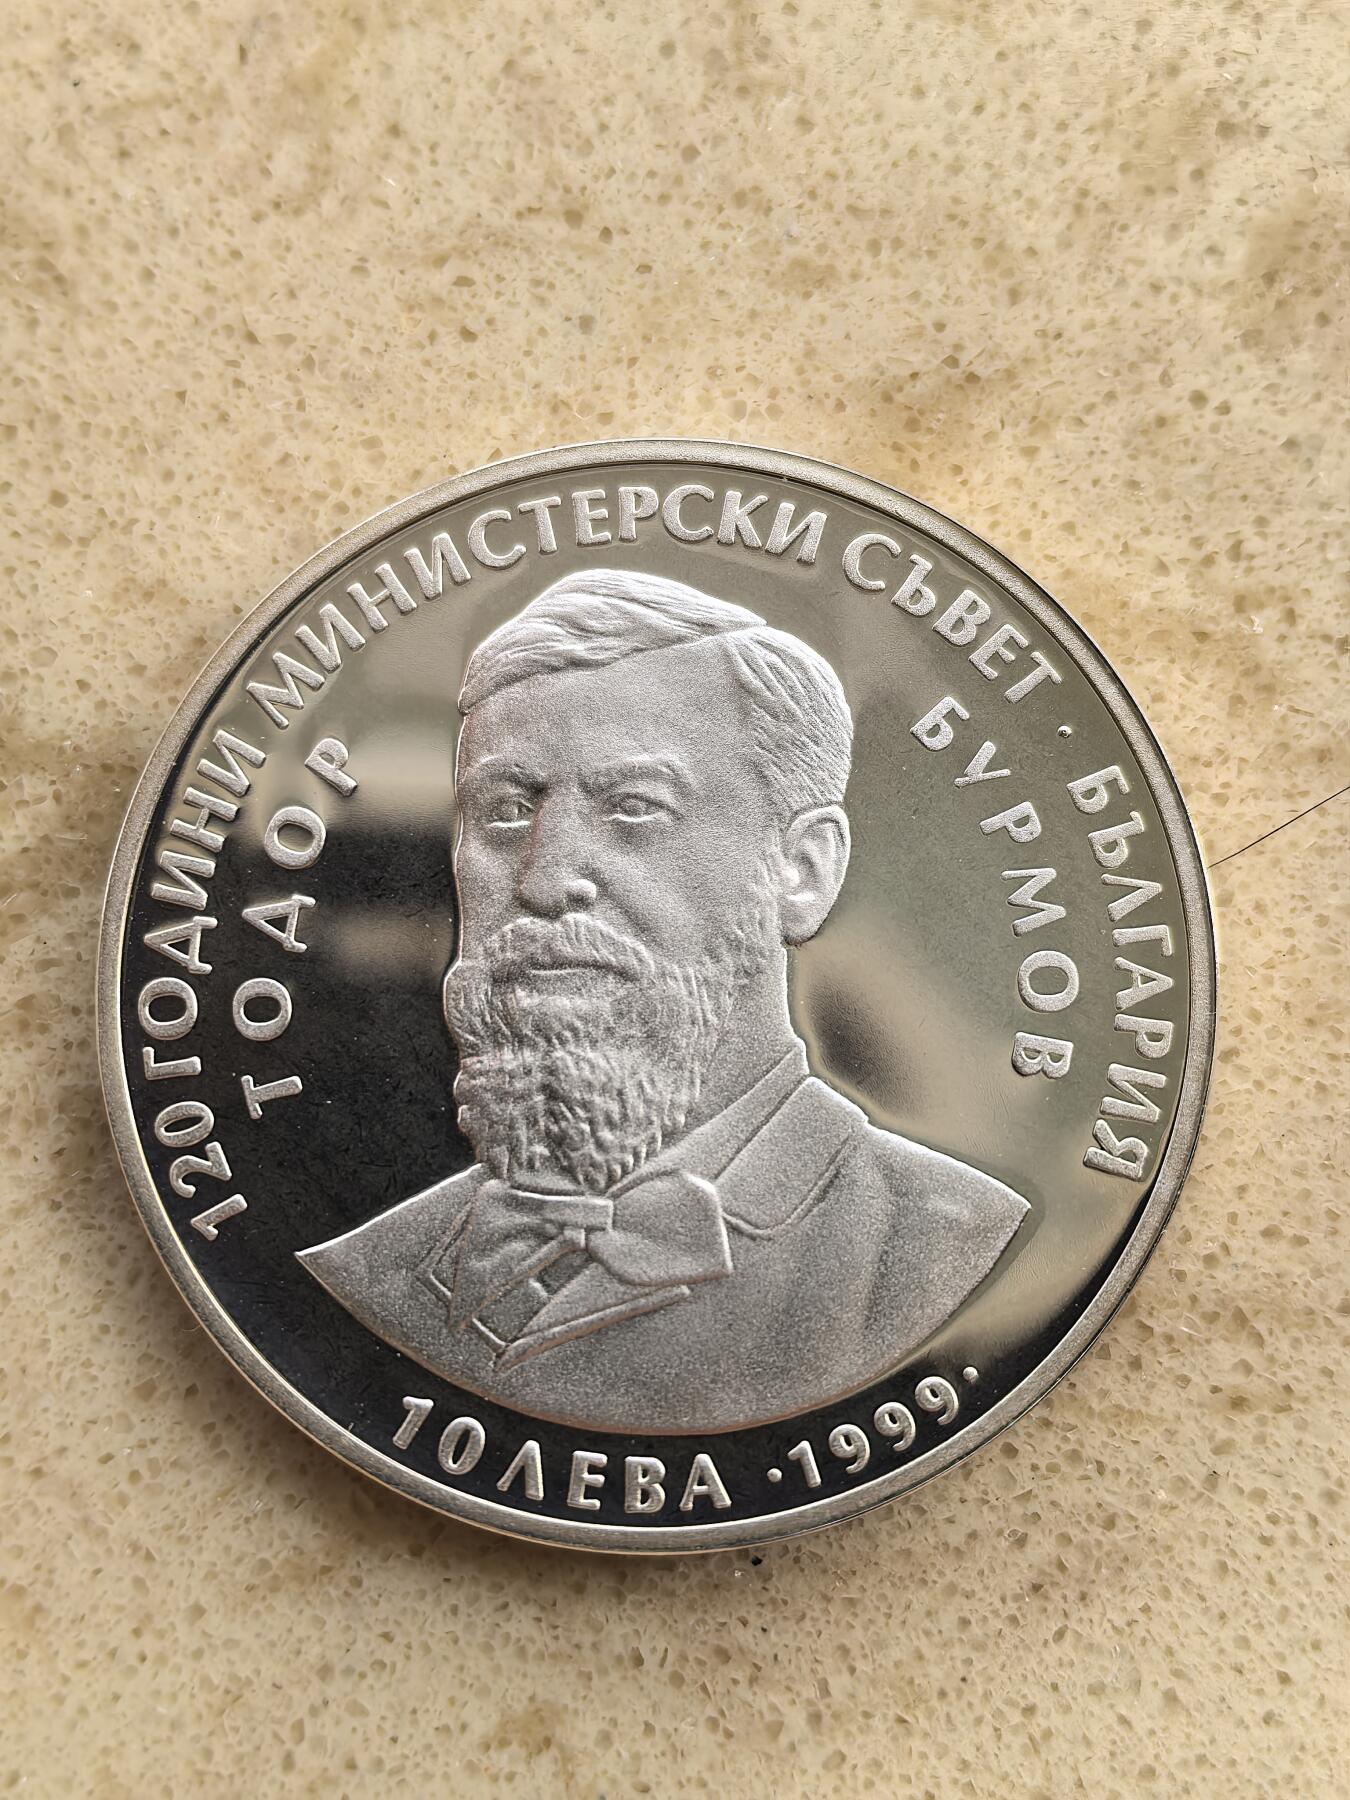 120 ГОДИНИ МИНИСТЕРСКИ СЪВЕТ · БЪЛГАРИЯ
ТОДОР БУРМОВ
10 ЛЕВА · 1999 ·